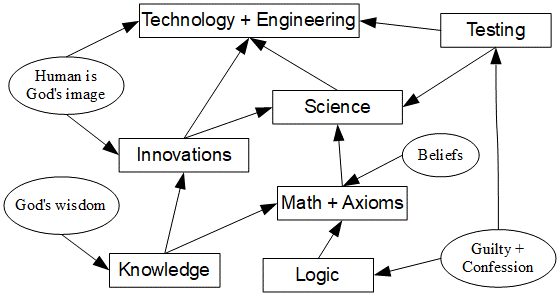 Technology + Engineering
Testing
Human is
God's image
Science
Innovations
Beliefs
God's wisdom
Math + Axioms
Guilty +
Confession
Knowledge
Logic